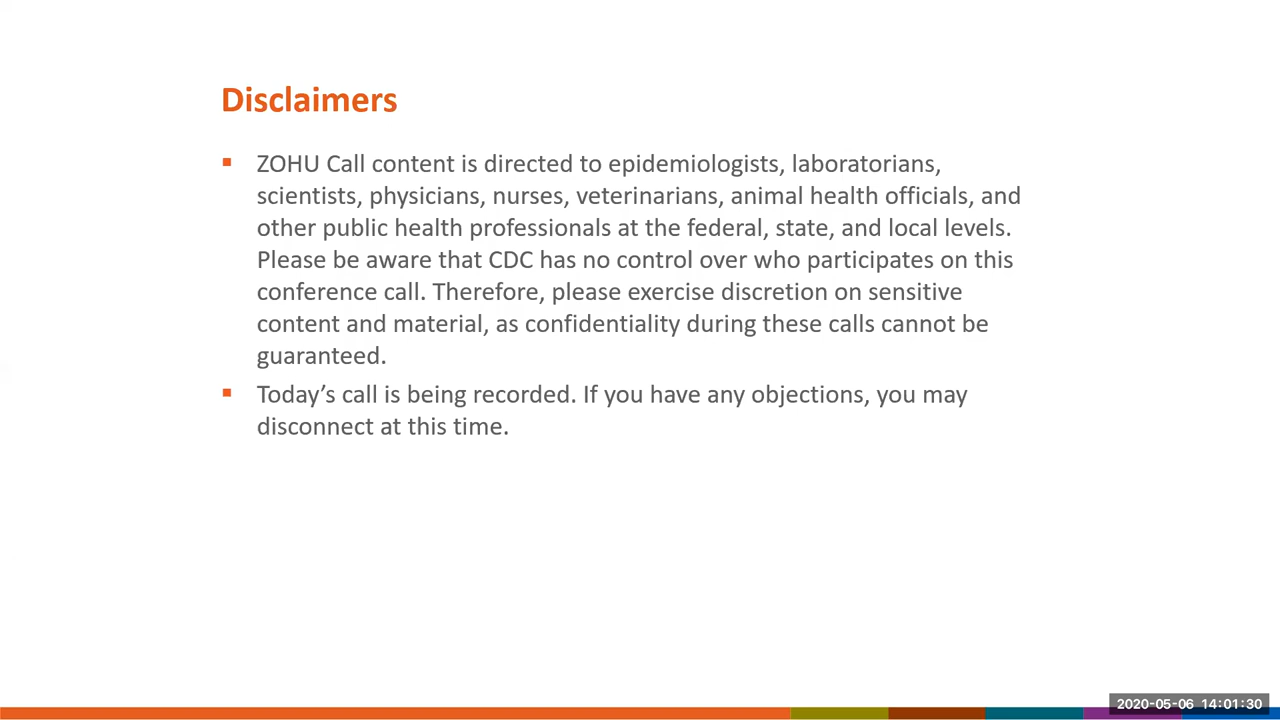 Disclaimers
▪ ZOHU Call content is directed to epidemiologists, laboratorians,
scientists, physicians, nurses, veterinarians, animal health officials, and
other public health professionals at the federal, state, and local levels.
Please be aware that CDC has no control over who participates on this
conference call. Therefore, please exercise discretion on sensitive
content and material, as confidentiality during these calls cannot be
guaranteed.
▪ Today’s call is being recorded. If you have any objections, you may
disconnect at this time.
2020-05-06 14:01:30